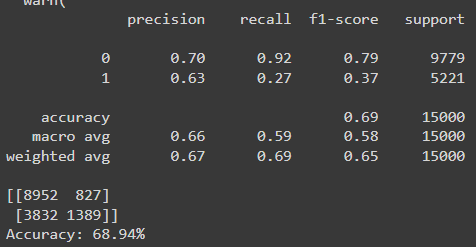 warn(
precision recall f1-score support
0 0.70 0.92 0.79 9779
1 0.63 0.27 0.37 5221
accuracy 0.69 15000
macro avg 0.66 0.59 0.58 15000
weighted avg 0.67 0.69 0.65 15000
[[8952 827]
[3832 1389]]
Accuracy: 68.94%